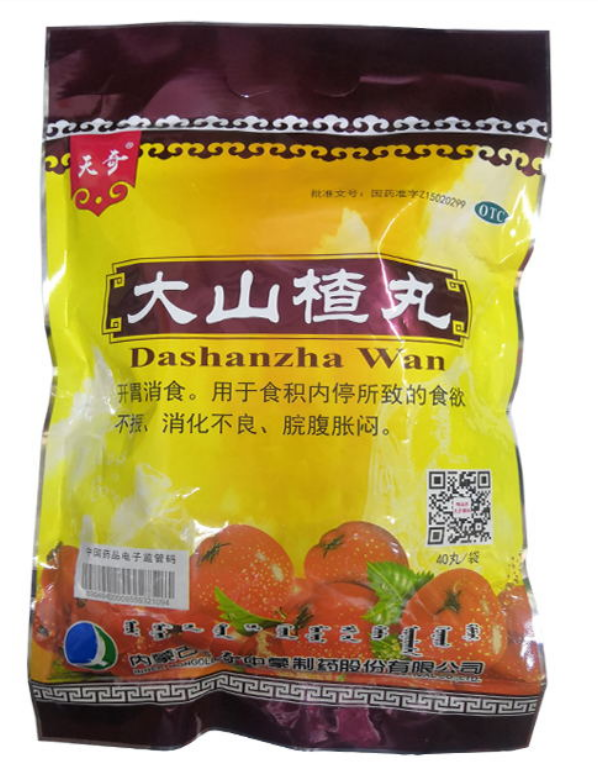 天奇®
批准文号：国药准字Z15020299
OTC
大山楂丸
Dashanzha Wan
开胃消食。用于食积内停所致的食欲
不振、消化不良、脘腹胀闷。
40丸/袋
中国药品电子监管码
内蒙古 奇中蒙制药股份有限公司